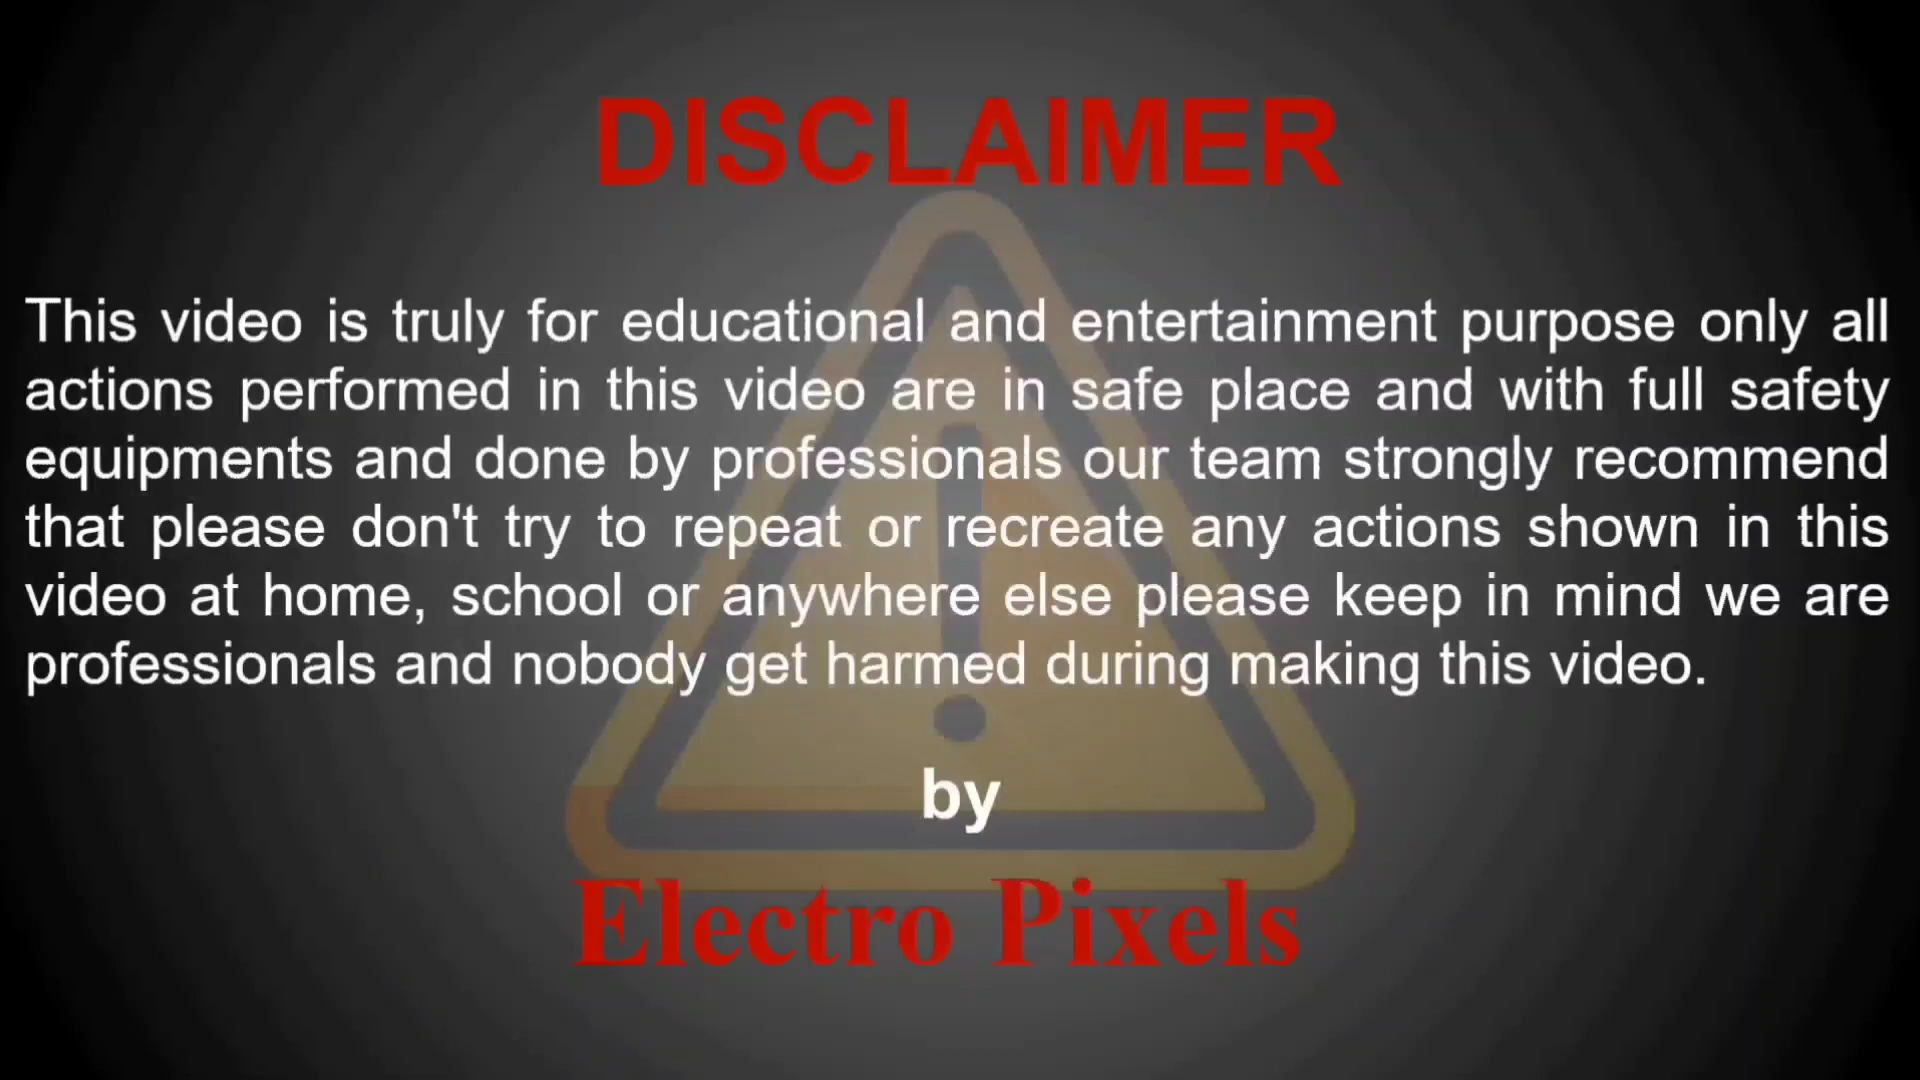 DISCLAIMER
This video is truly for educational and entertainment purpose only all
actions performed in this video are in safe place and with full safety
equipments and done by professionals our team strongly recommend
that please don't try to repeat or recreate any actions shown in this
video at home, school or anywhere else please keep in mind we are
professionals and nobody get harmed during making this video.
by
Electro Pixels